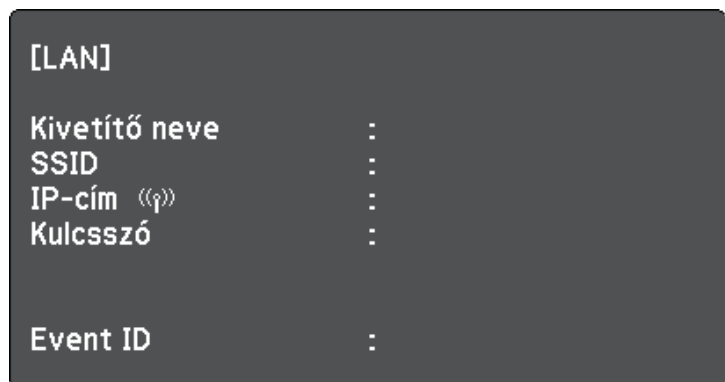 [LAN]
Kivetítő neve :
SSID :
IP-cím :
Kulcsszó :
Event ID :